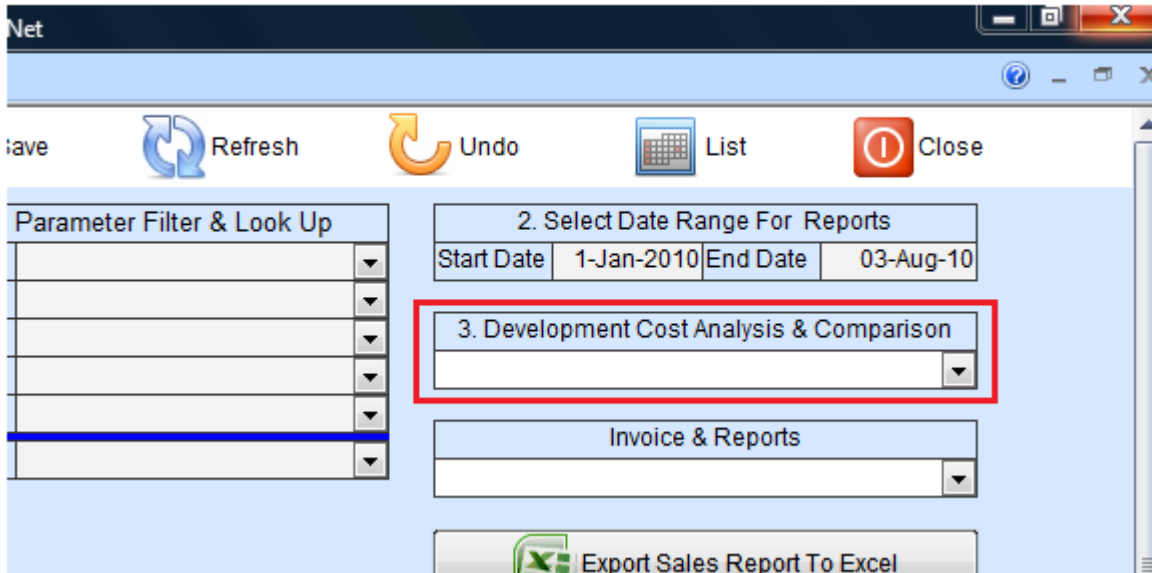 Net
Save Refresh Undo List Close
Parameter Filter & Look Up
2. Select Date Range For Reports
Start Date 1-Jan-2010 End Date 03-Aug-10
3. Development Cost Analysis & Comparison
Invoice & Reports
Export Sales Report To Excel